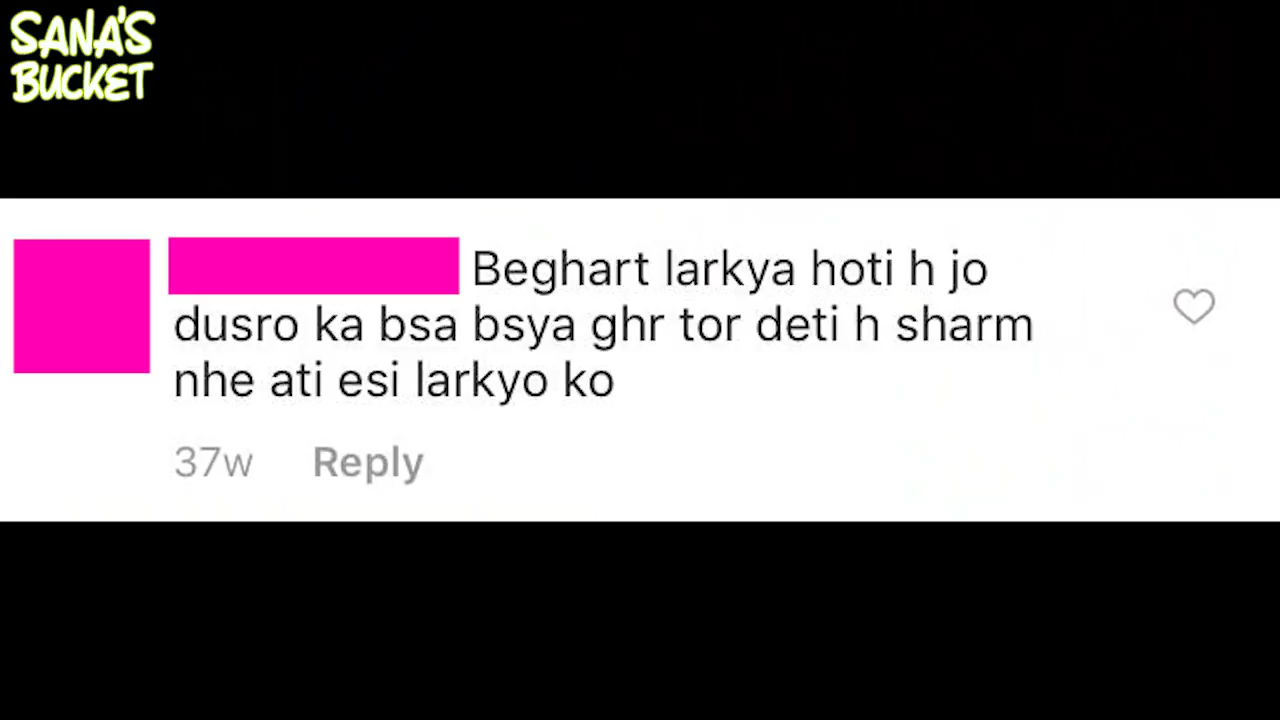 SANA'S
BUCKET
Beghart larkya hoti h jo
dusro ka bsa bsya ghr tor deti h sharm
nhe ati esi larkyo ko
37w Reply